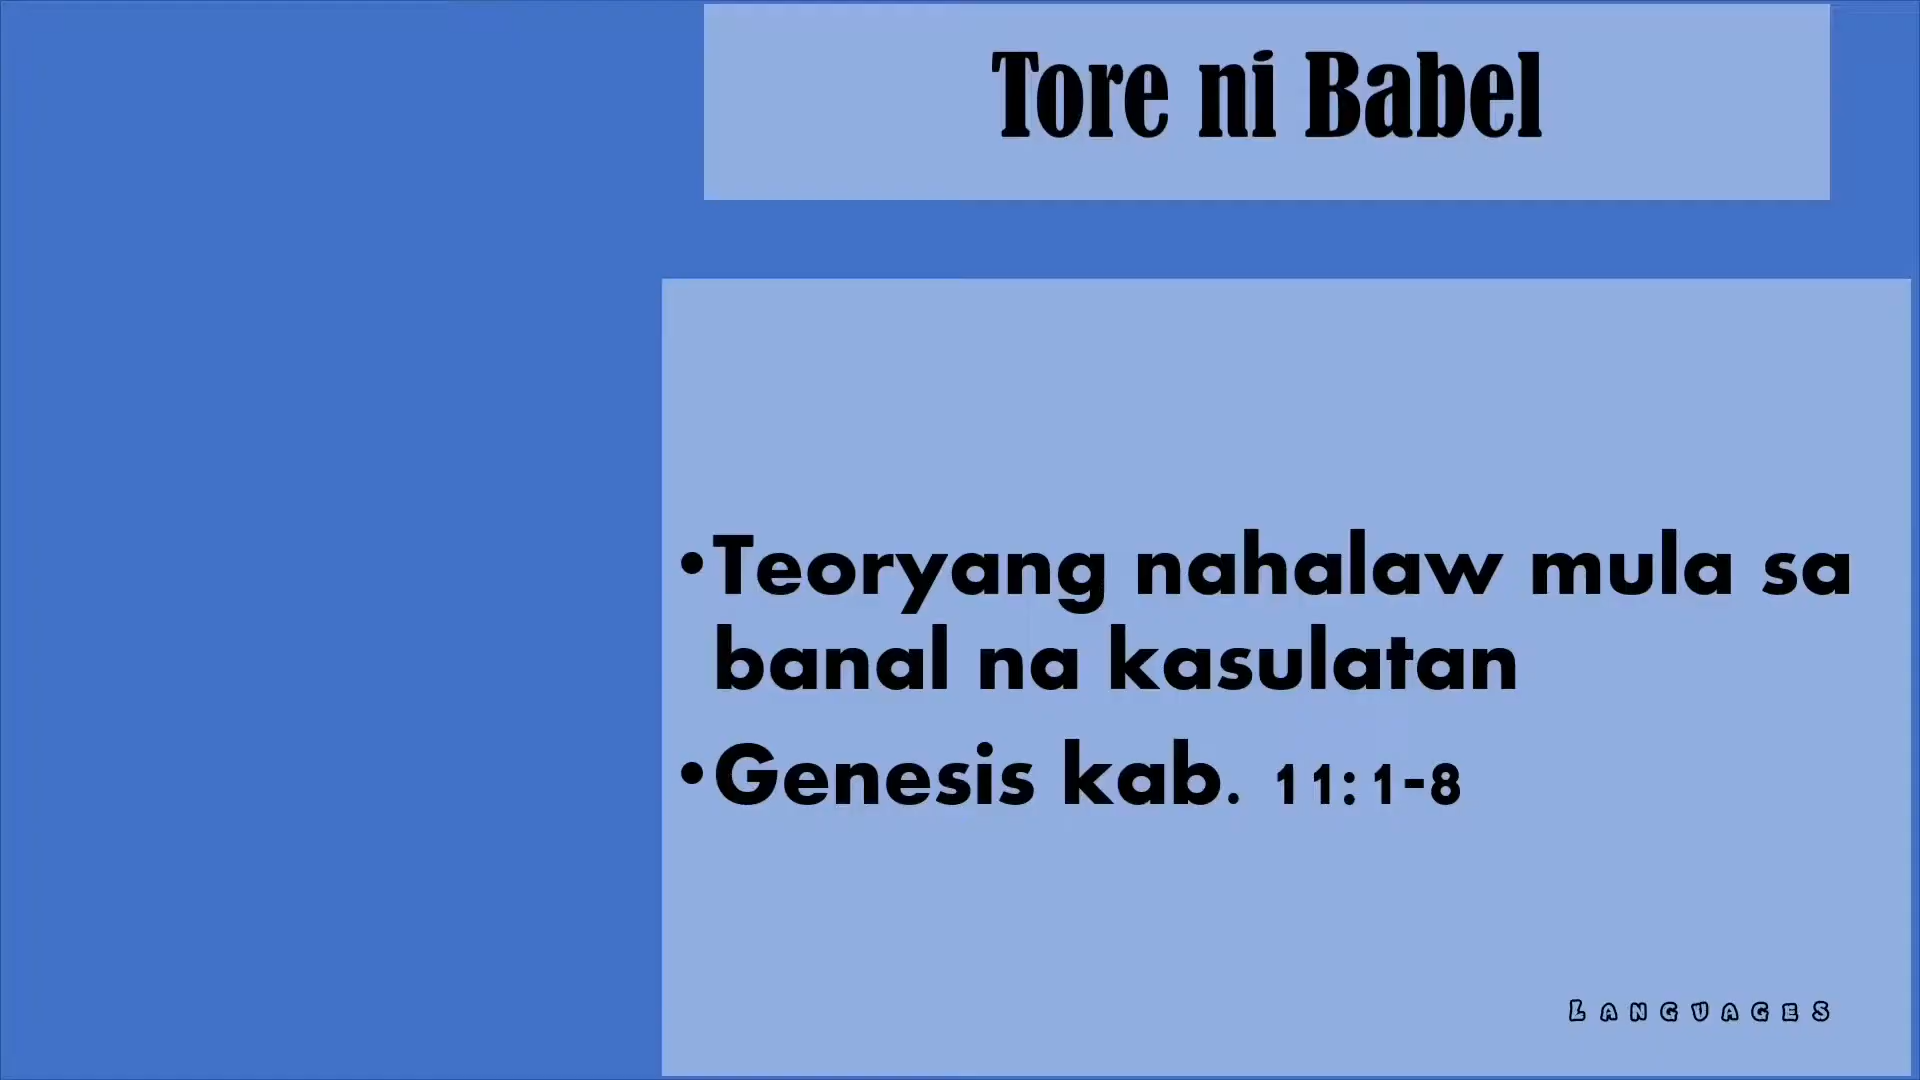 Tore ni Babel
•Teoryang nahalaw mula sa
banal na kasulatan
•Genesis kab. 11:1-8
LANGUAGES